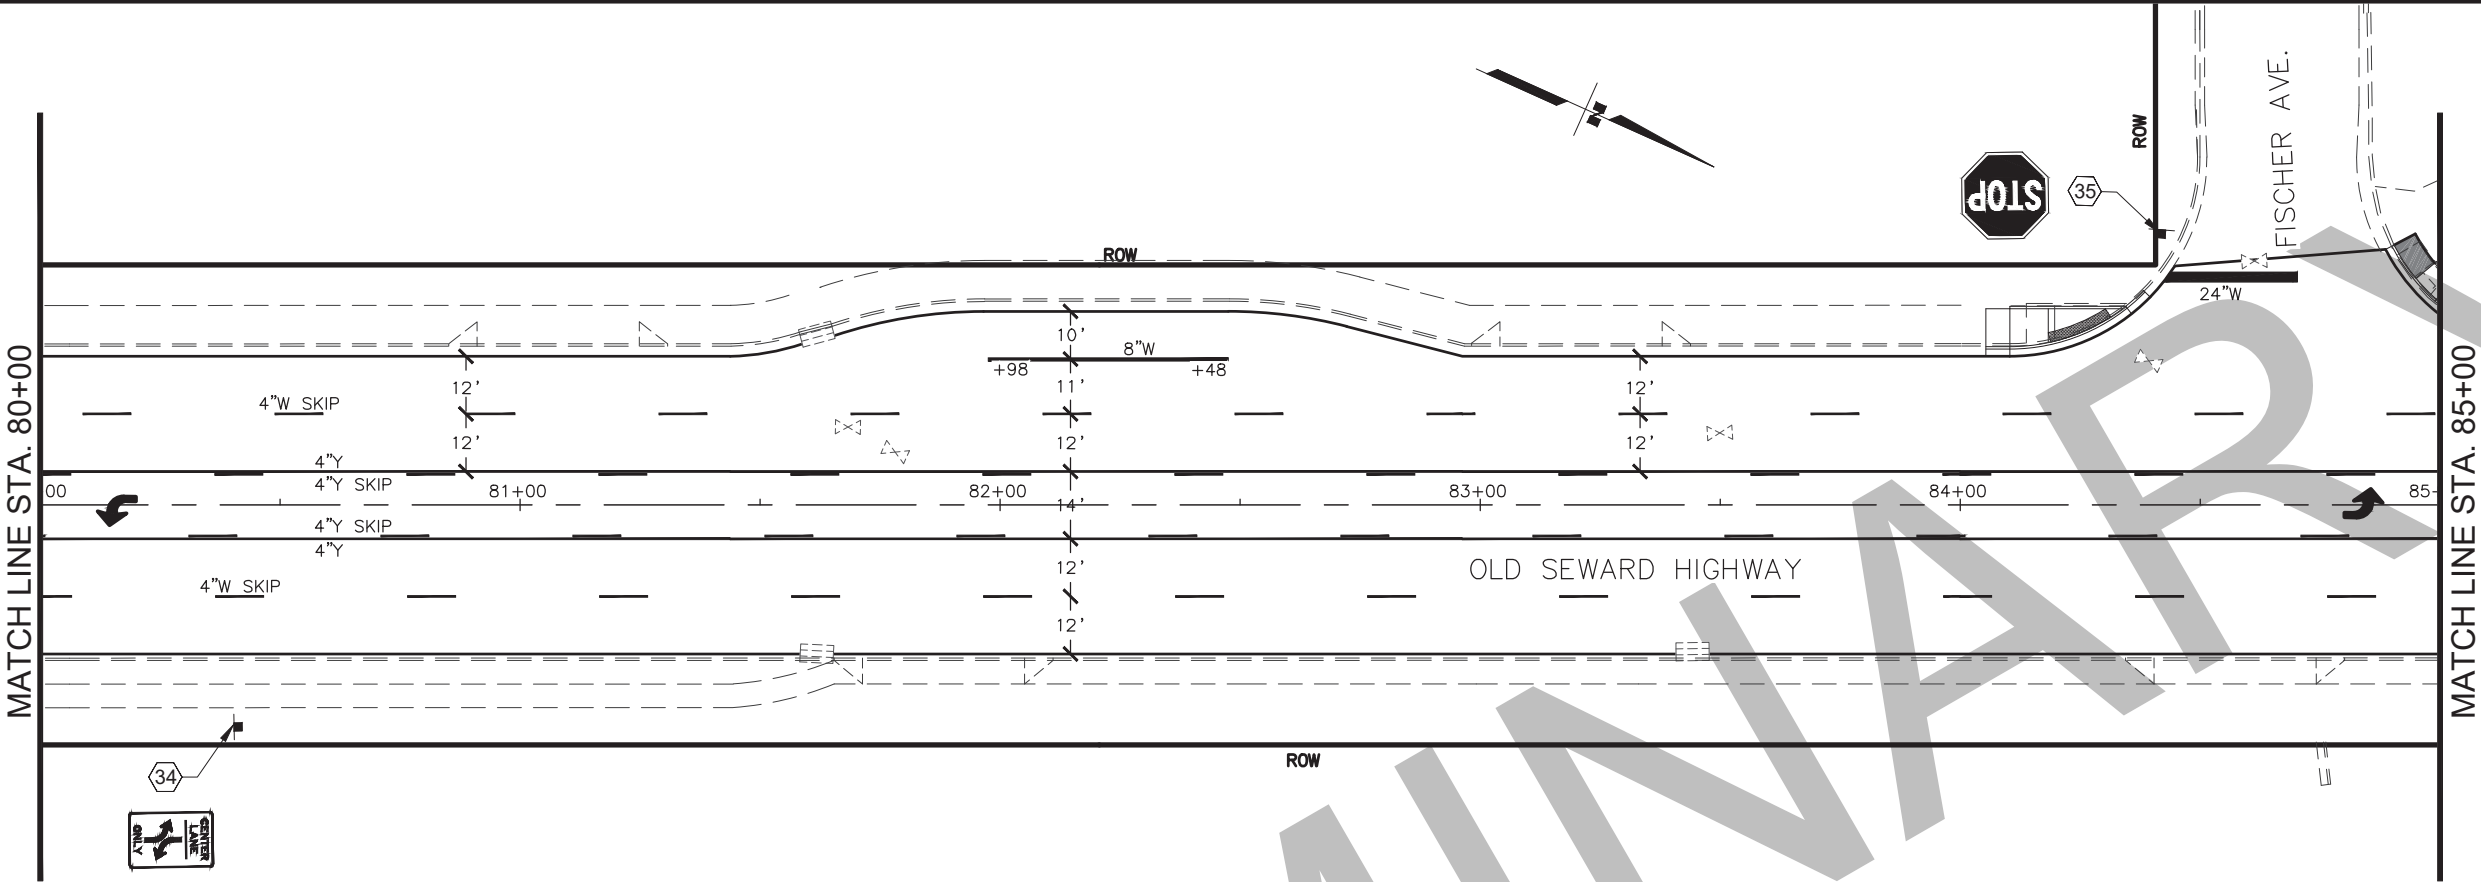 MATCH LINE STA. 80+00
MATCH LINE STA. 85+00
FISCHER AVE.
ROW
STOP
35
24"W
ROW
10'
8"W
+98
+48
12'
11'
12'
4"W SKIP
12'
12'
12'
4"Y
4"Y SKIP
00
81+00
82+00
83+00
84+00
85-
14'
4"Y SKIP
4"Y
OLD SEWARD HIGHWAY
12'
4"W SKIP
12'
ROW
34
CENTER
LANE
ONLY
N
MINARY